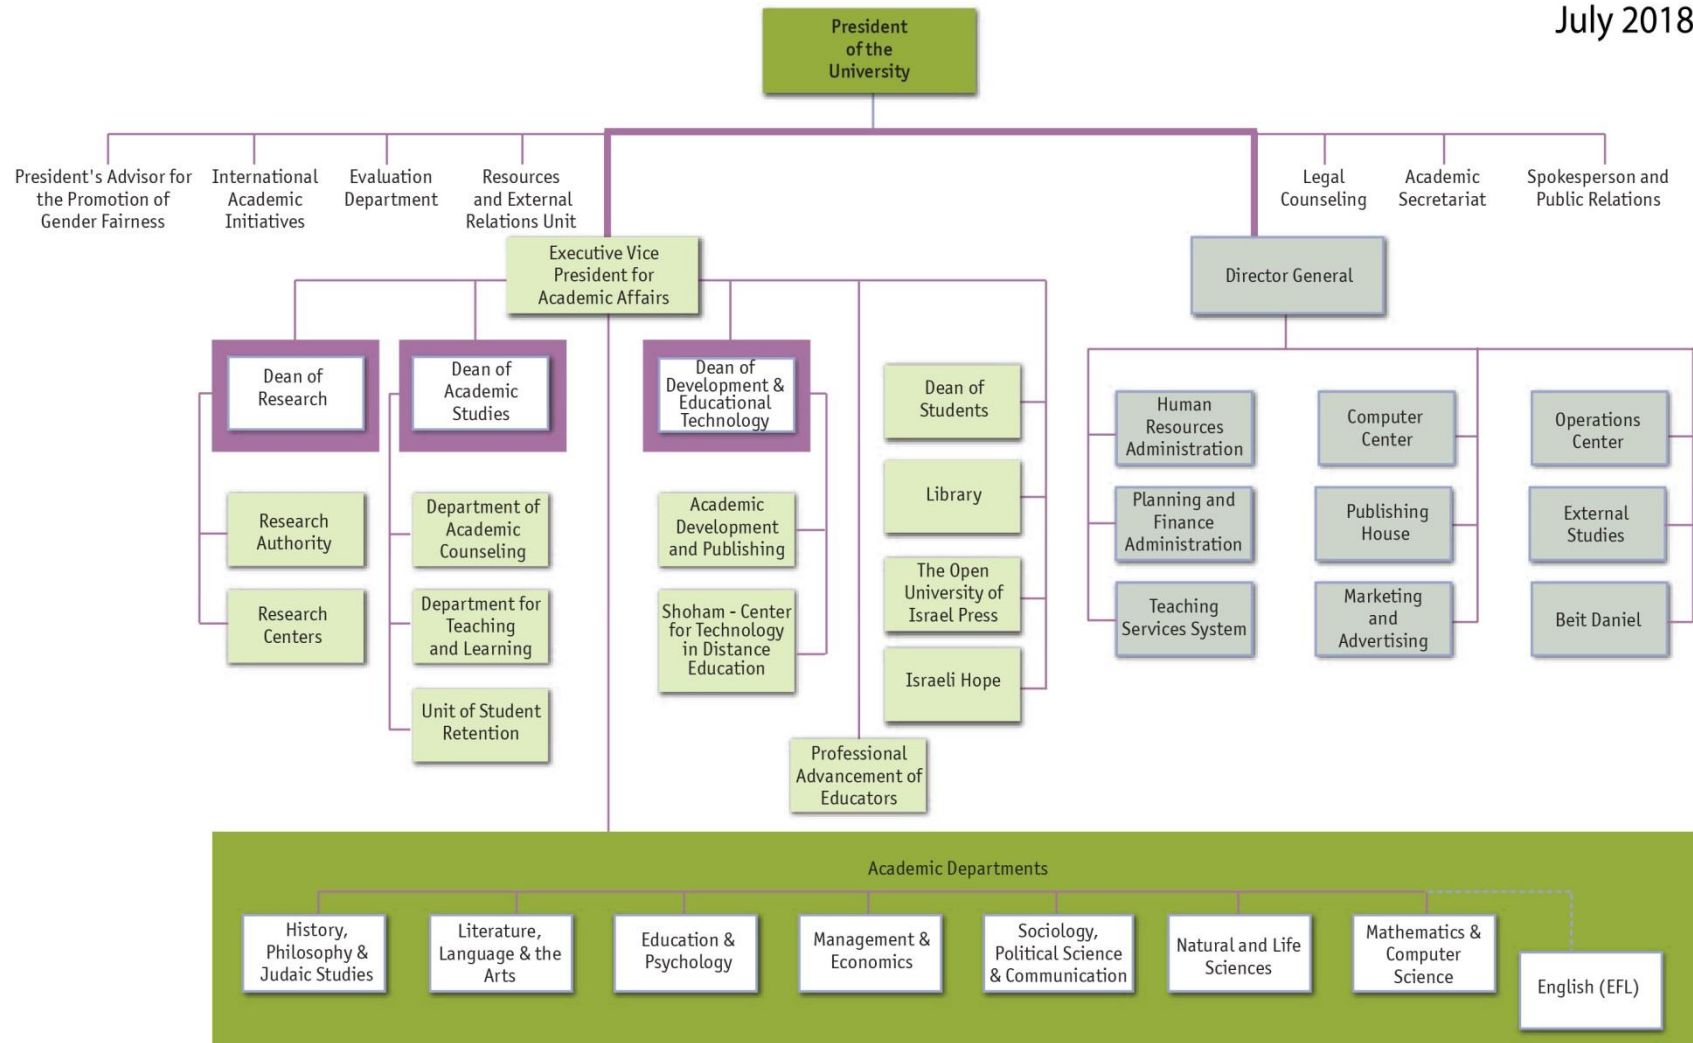 July 2018
President
of the
University
President's Advisor for
the Promotion of
Gender Fairness
International
Academic
Initiatives
Evaluation
Department
Resources
and External
Relations Unit
Legal
Counseling
Academic
Secretariat
Spokesperson and
Public Relations
Executive Vice
President for
Academic Affairs
Director General
Dean of
Research
Dean of
Academic
Studies
Dean of
Development &
Educational
Technology
Dean of
Students
Human
Resources
Administration
Computer
Center
Operations
Center
Research
Authority
Department of
Academic
Counseling
Academic
Development
and Publishing
Library
Planning and
Finance
Administration
Publishing
House
External
Studies
Research
Centers
Department for
Teaching
and Learning
Shoham - Center
for Technology
in Distance
Education
The Open
University of
Israel Press
Teaching
Services System
Marketing
and
Advertising
Beit Daniel
Israeli Hope
Unit of Student
Retention
Professional
Advancement of
Educators
Academic Departments
History,
Philosophy &
Judaic Studies
Literature,
Language & the
Arts
Education &
Psychology
Management &
Economics
Sociology,
Political Science
& Communication
Natural and Life
Sciences
Mathematics &
Computer
Science
English (EFL)